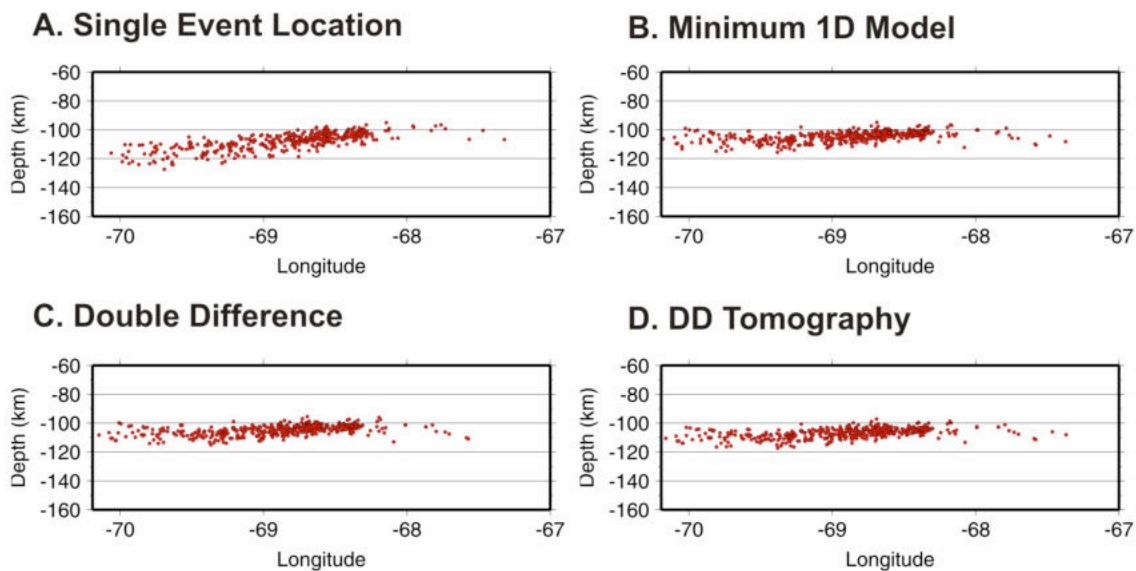 A. Single Event Location
B. Minimum 1D Model
-60
-80
-100
-120
-140
-160
Depth (km)
-70 -69 -68 -67
Longitude
-60
-80
-100
-120
-140
-160
Depth (km)
-70 -69 -68 -67
Longitude
C. Double Difference
D. DD Tomography
-60
-80
-100
-120
-140
-160
Depth (km)
-70 -69 -68 -67
Longitude
-60
-80
-100
-120
-140
-160
Depth (km)
-70 -69 -68 -67
Longitude